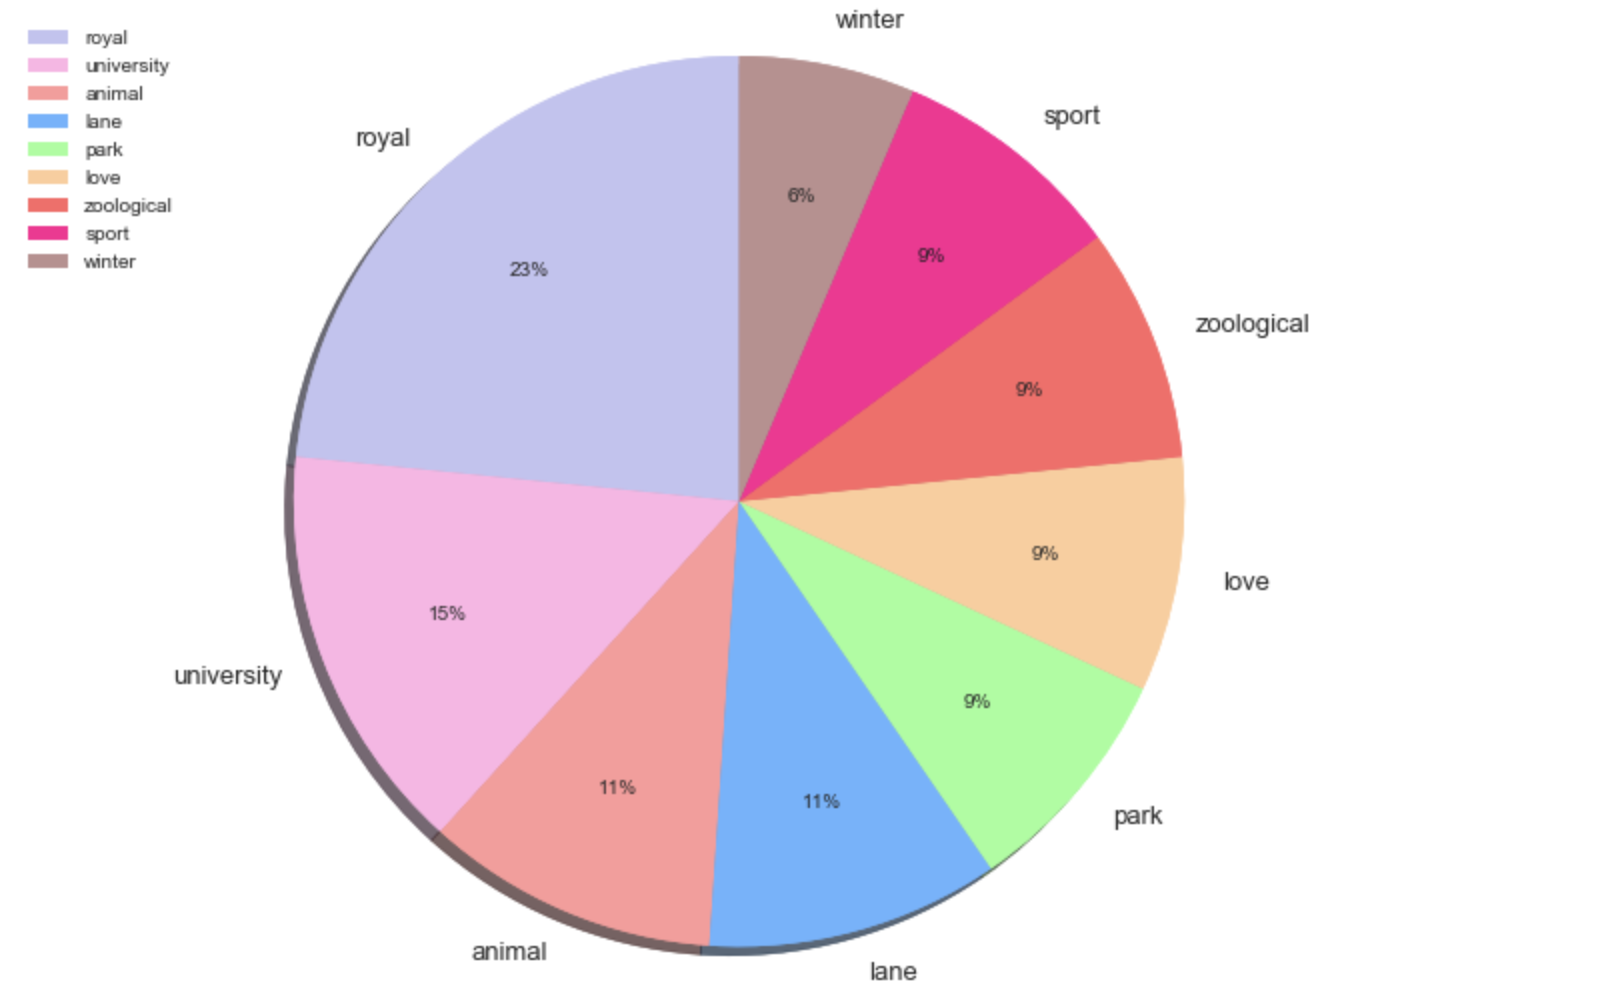 royal
university
animal
lane
park
love
zoological
sport
winter
winter
sport
royal
zoological
love
university
park
animal
lane
6%
9%
23%
9%
9%
15%
9%
11%
11%